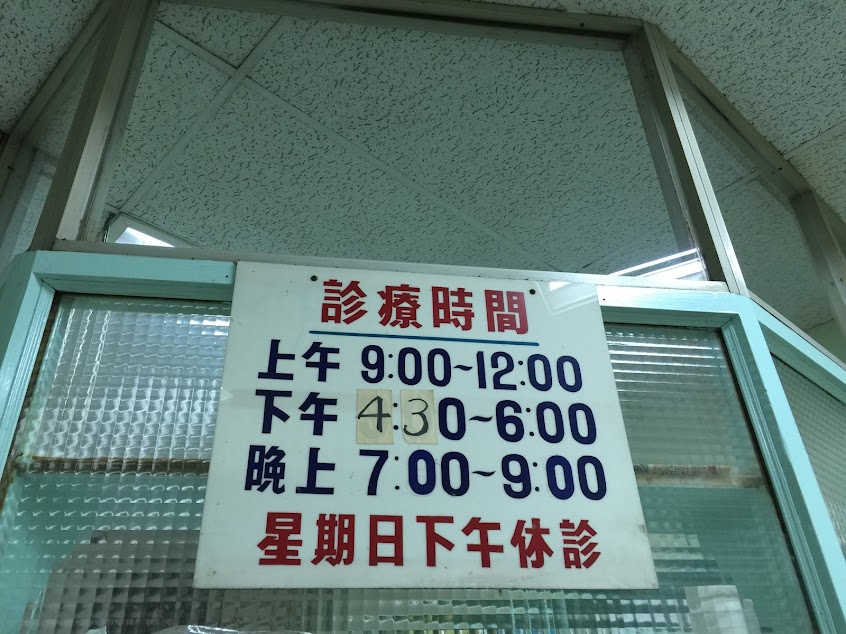 診療時間
上午 9:00~12:00
下午 4:30~6:00
晚上 7:00~9:00
星期日下午休診